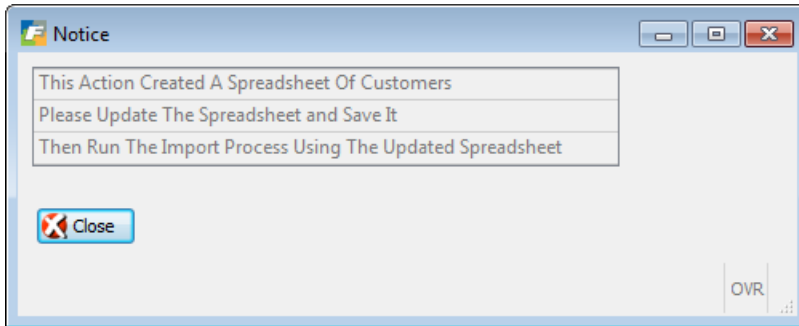 Notice
This Action Created A Spreadsheet Of Customers
Please Update The Spreadsheet and Save It
Then Run The Import Process Using The Updated Spreadsheet
Close
OVR